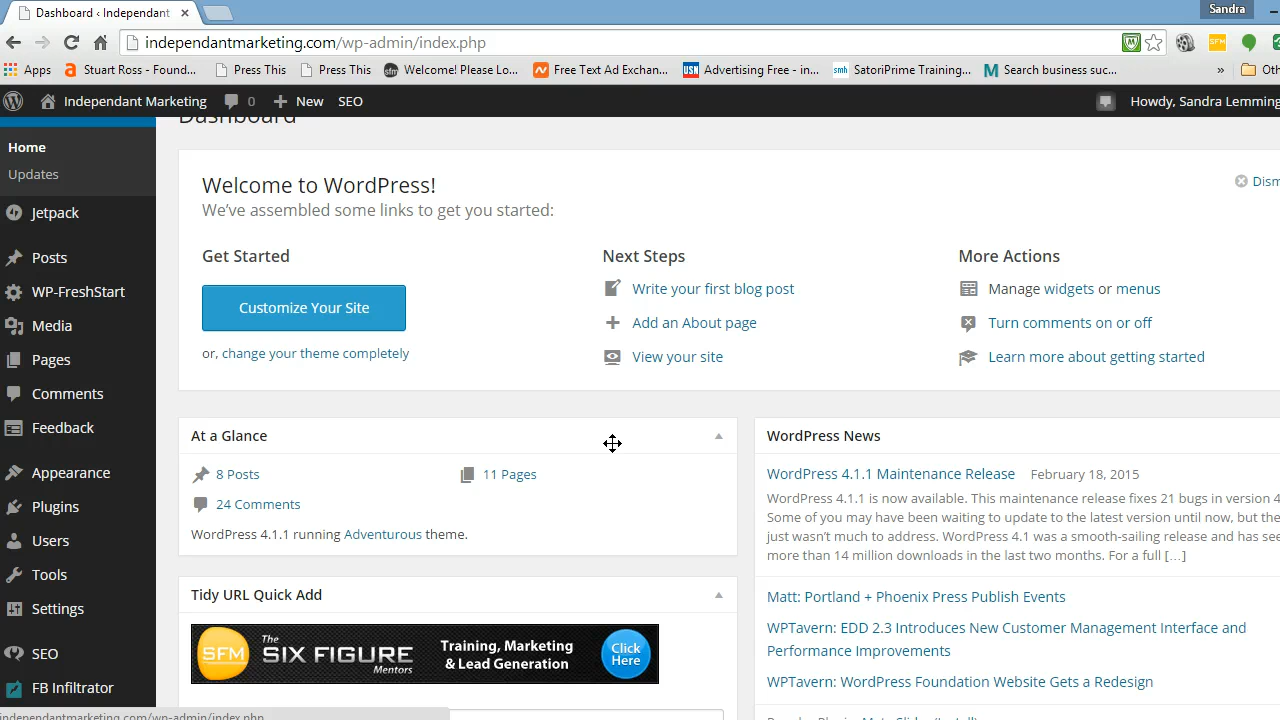 Dashboard ‹ Independant
Sandra
independantmarketing.com/wp-admin/index.php
Apps
Stuart Ross - Found...
Press This
Press This
Welcome! Please Lo...
Free Text Ad Exchan...
Advertising Free - in...
SatoriPrime Training...
Search business suc...
»
Independant Marketing
0
New
SEO
Howdy, Sandra Lemming
Dashboard
Home
Updates
Jetpack
Posts
WP-FreshStart
Media
Pages
Comments
Feedback
Appearance
Plugins
Users
Tools
Settings
SEO
FB Infiltrator
independantmarketing.com/wp-admin/index.php
Welcome to WordPress!
We've assembled some links to get you started:
Dism
Get Started
Customize Your Site
or, change your theme completely
Next Steps
Write your first blog post
Add an About page
View your site
More Actions
Manage widgets or menus
Turn comments on or off
Learn more about getting started
At a Glance
8 Posts
11 Pages
24 Comments
WordPress 4.1.1 running Adventurous theme.
Tidy URL Quick Add
SFM
The
SIX FIGURE
Mentors
Training, Marketing
& Lead Generation
Click
Here
WordPress News
WordPress 4.1.1 Maintenance Release February 18, 2015
WordPress 4.1.1 is now available. This maintenance release fixes 21 bugs in version 4
Some of you may have been waiting to update to the latest version until now, but the
just wasn't much to address. WordPress 4.1 was a smooth-sailing release and has see
more than 14 million downloads in the last two months. For a full […]
Matt: Portland + Phoenix Press Publish Events
WPTavern: EDD 2.3 Introduces New Customer Management Interface and
Performance Improvements
WPTavern: WordPress Foundation Website Gets a Redesign